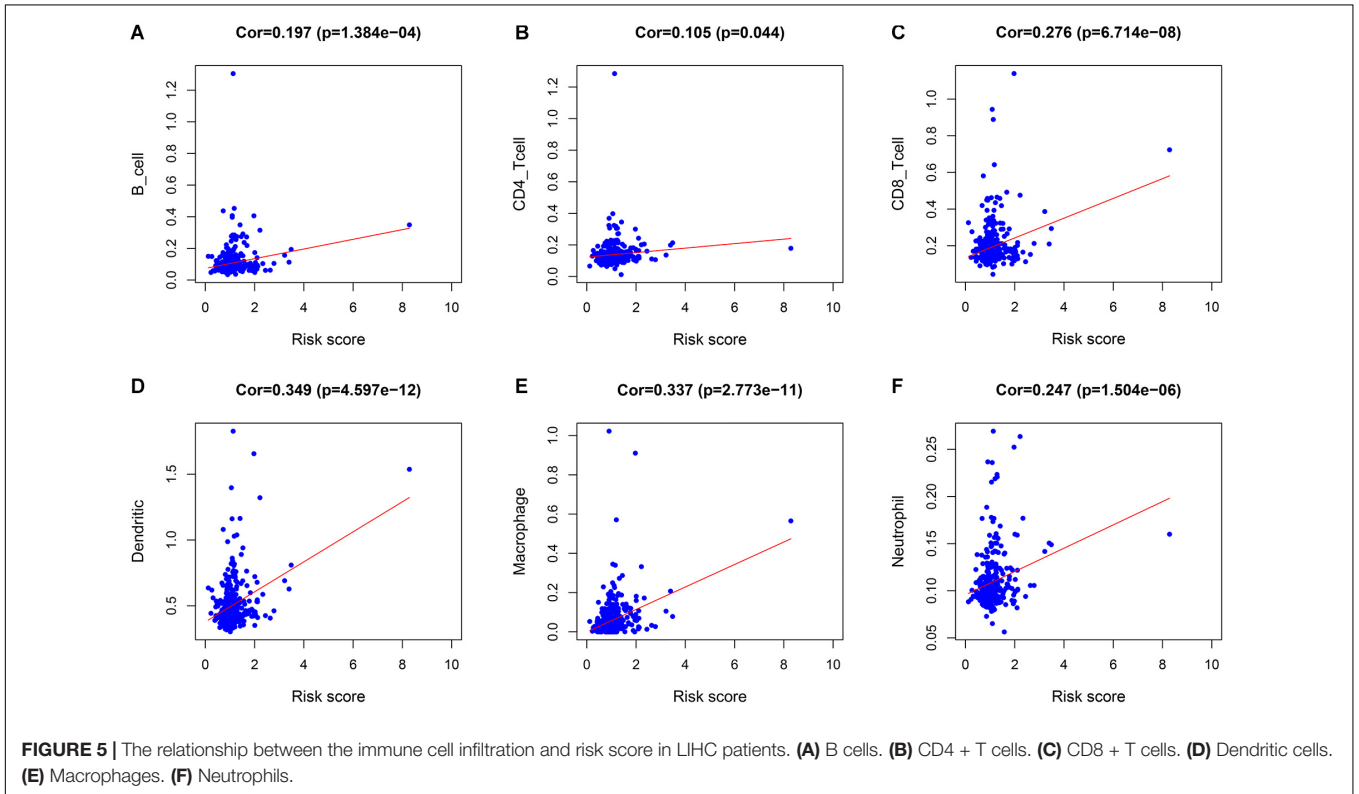 A Cor=0.197 (p=1.384e−04)
B_cell
1.2
1.0
0.8
0.6
0.4
0.2
0.0
0 2 4 6 8 10
Risk score
B Cor=0.105 (p=0.044)
CD4_Tcell
1.2
1.0
0.8
0.6
0.4
0.2
0.0
0 2 4 6 8 10
Risk score
C Cor=0.276 (p=6.714e−08)
CD8_Tcell
1.0
0.8
0.6
0.4
0.2
0 2 4 6 8 10
Risk score
D Cor=0.349 (p=4.597e−12)
Dendritic
1.5
1.0
0.5
0 2 4 6 8 10
Risk score
E Cor=0.337 (p=2.773e−11)
Macrophage
1.0
0.8
0.6
0.4
0.2
0.0
0 2 4 6 8 10
Risk score
F Cor=0.247 (p=1.504e−06)
Neutrophil
0.25
0.20
0.15
0.10
0.05
0 2 4 6 8 10
Risk score
FIGURE 5 | The relationship between the immune cell infiltration and risk score in LIHC patients. (A) B cells. (B) CD4 + T cells. (C) CD8 + T cells. (D) Dendritic cells.
(E) Macrophages. (F) Neutrophils.